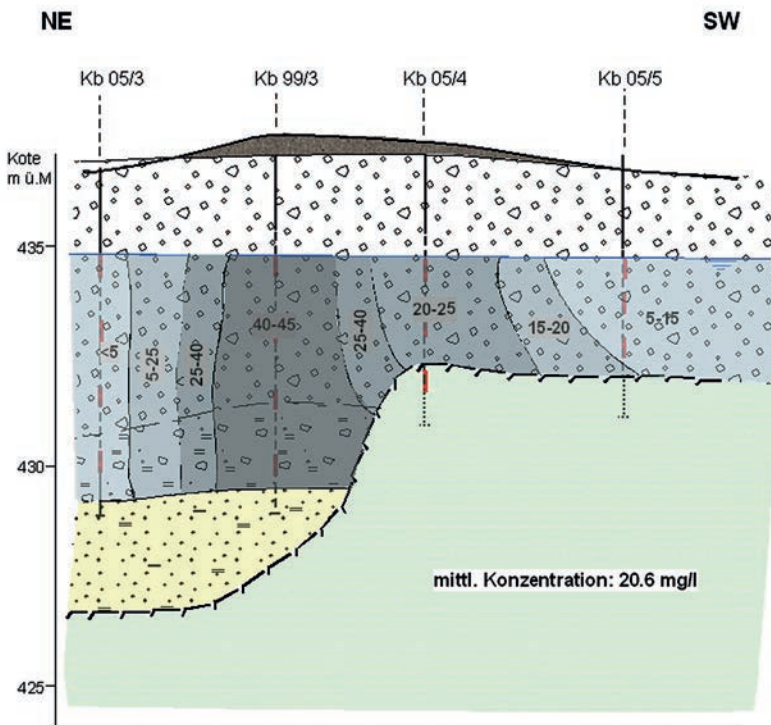 NE
SW
Kb 05/3
Kb 99/3
Kb 05/4
Kb 05/5
Kote
m ü.M
435
430
425
<5
5-25
25-40
40-45
25-40
20-25
15-20
5-15
mittl. Konzentration: 20.6 mg/l